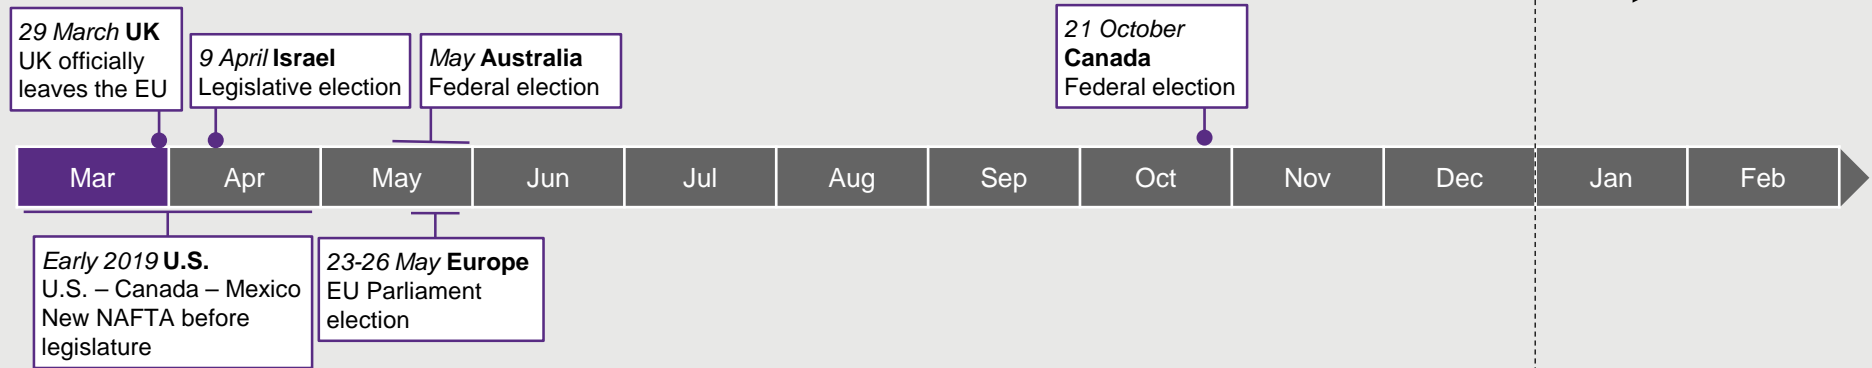 29 March UK
UK officially
leaves the EU
9 April Israel
Legislative election
May Australia
Federal election
21 October
Canada
Federal election
Mar Apr May Jun Jul Aug Sep Oct Nov Dec Jan Feb
Early 2019 U.S.
U.S. – Canada – Mexico
New NAFTA before
legislature
23-26 May Europe
EU Parliament
election